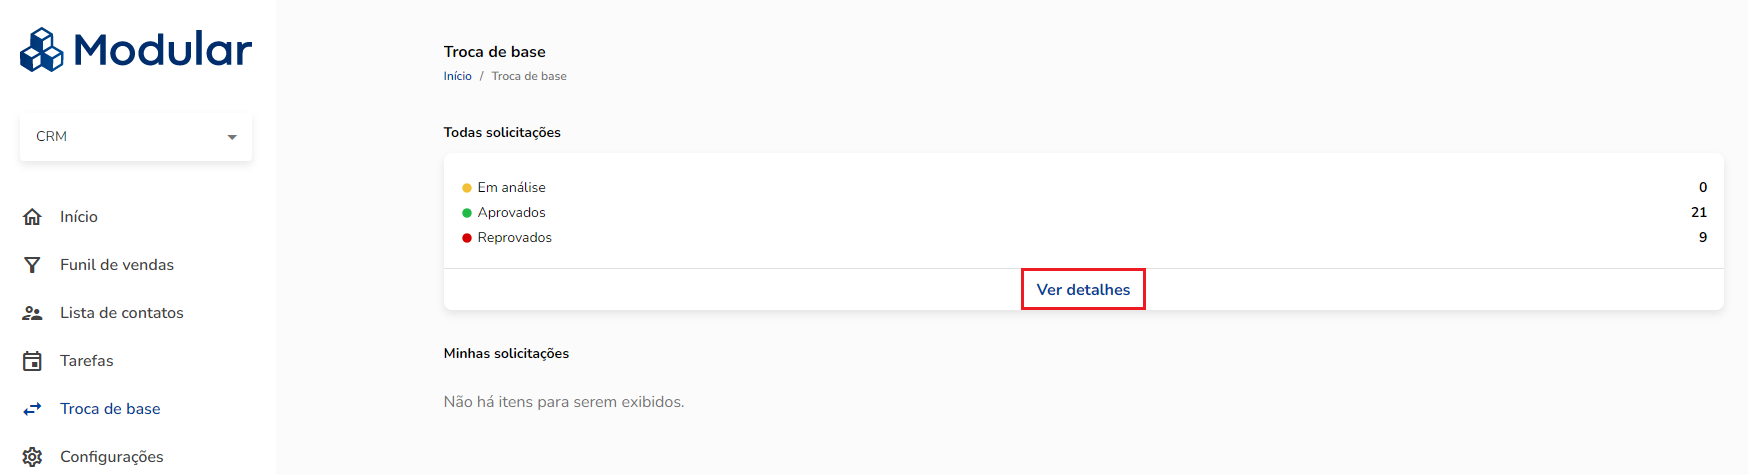 Modular
CRM
Início
Funil de vendas
Lista de contatos
Tarefas
Troca de base
Configurações
Troca de base
Início / Troca de base
Todas solicitações
Em análise 0
Aprovados 21
Reprovados 9
Ver detalhes
Minhas solicitações
Não há itens para serem exibidos.